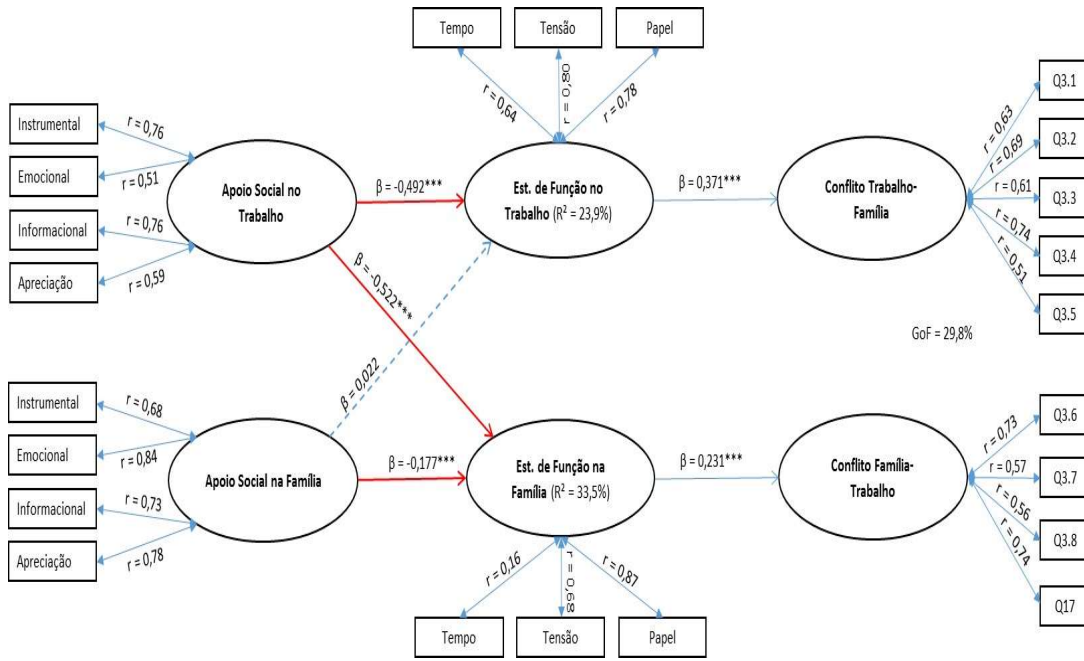 Tempo
Tensão
Papel
r = 0,64
r = 0,80
r = 0,78
Instrumental
Emocional
Informacional
Apreciação
r = 0,76
r = 0,51
r = 0,76
r = 0,59
Apoio Social no
Trabalho
β = -0,492***
Est. de Função no
Trabalho (R² = 23,9%)
β = 0,371***
Conflito Trabalho-
Família
r = 0,63
r = 0,69
r = 0,61
r = 0,74
r = 0,51
Q3.1
Q3.2
Q3.3
Q3.4
Q3.5
β = -0,522***
β = 0,022
GoF = 29,8%
Instrumental
Emocional
Informacional
Apreciação
r = 0,68
r = 0,84
r = 0,73
r = 0,78
Apoio Social na Família
β = -0,177***
Est. de Função na
Família (R² = 33,5%)
β = 0,231***
Conflito Família-
Trabalho
r = 0,73
r = 0,57
r = 0,56
r = 0,74
Q3.6
Q3.7
Q3.8
Q17
r = 0,16
r = 0,68
r = 0,87
Tempo
Tensão
Papel